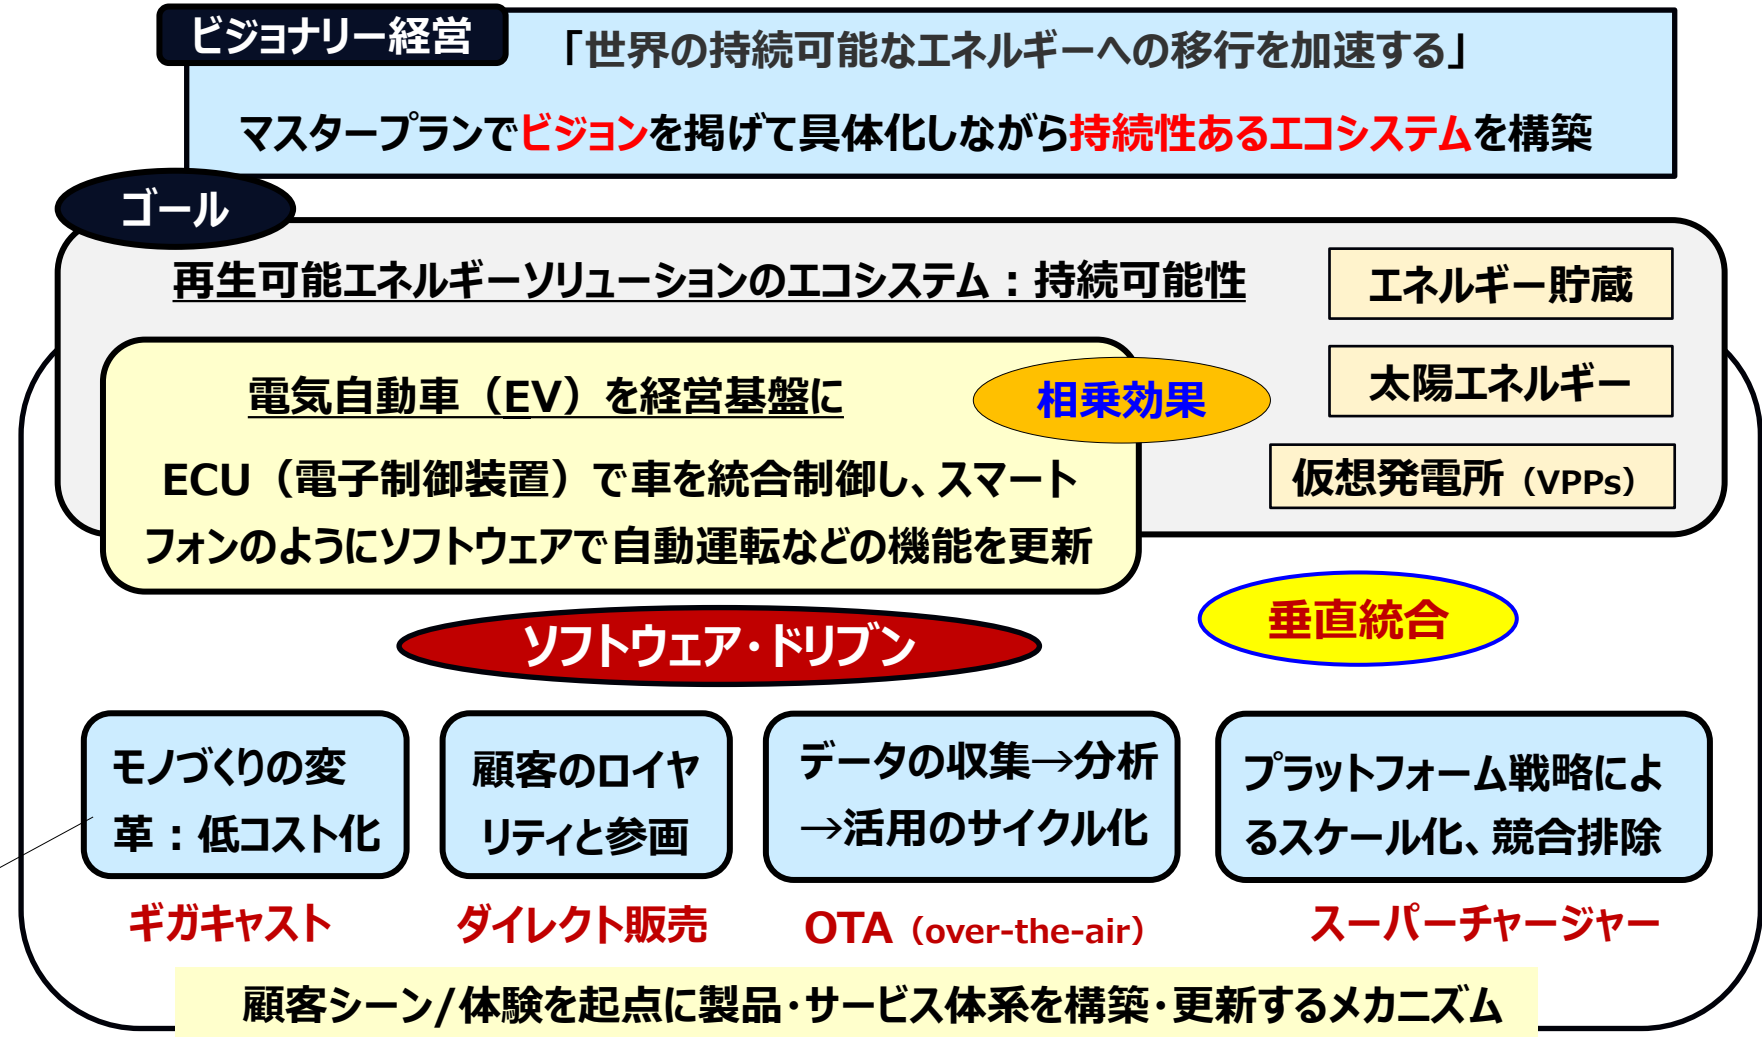 ビジョナリー経営
「世界の持続可能なエネルギーへの移行を加速する」
マスタープランでビジョンを掲げて具体化しながら持続性あるエコシステムを構築
ゴール
再生可能エネルギーソリューションのエコシステム：持続可能性
エネルギー貯蔵
太陽エネルギー
仮想発電所（VPPs）
電気自動車（EV）を経営基盤に
相乗効果
ECU（電子制御装置）で車を統合制御し、スマート
フォンのようにソフトウェアで自動運転などの機能を更新
ソフトウェア・ドリブン
垂直統合
モノづくりの変
革：低コスト化
顧客のロイヤ
リティと参画
データの収集→分析
→活用のサイクル化
プラットフォーム戦略によ
るスケール化、競合排除
ギガキャスト
ダイレクト販売
OTA（over-the-air）
スーパーチャージャー
顧客シーン/体験を起点に製品・サービス体系を構築・更新するメカニズム